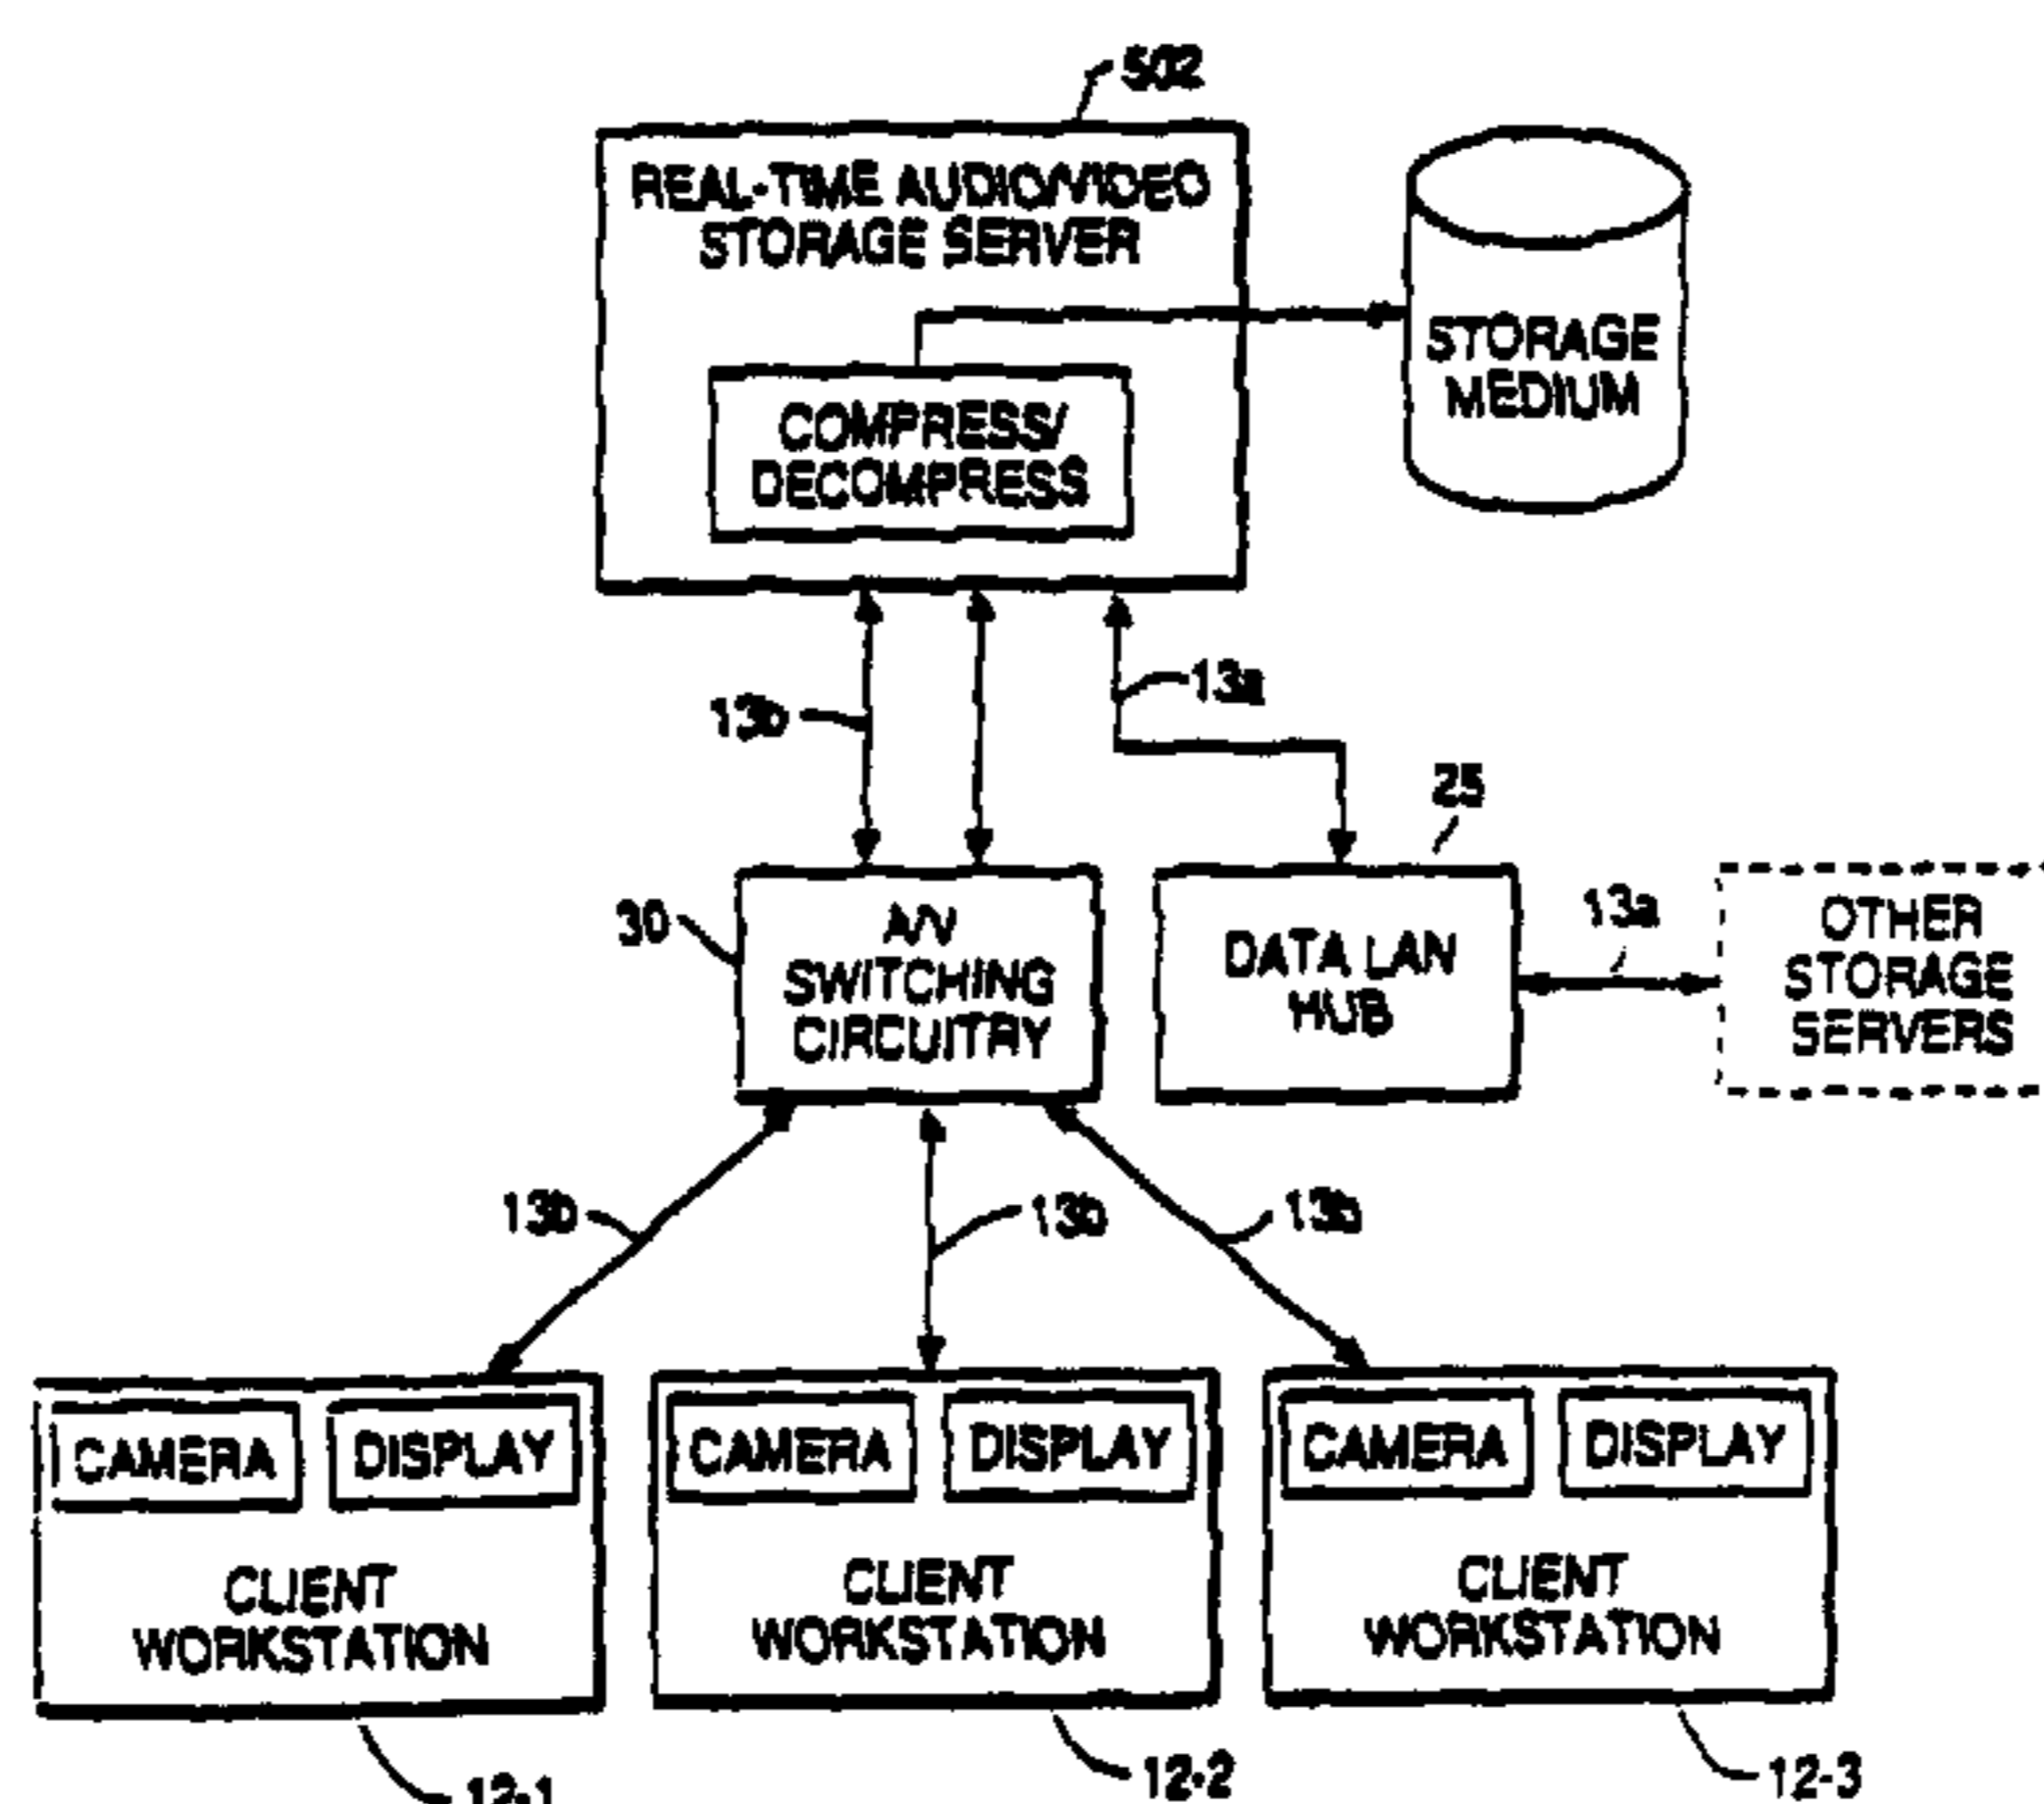 502
REAL-TIME AUDIO/VIDEO
STORAGE SERVER
COMPRESS/
DECOMPRESS
STORAGE
MEDIUM
13b
13a
25
30
A/V
SWITCHING
CIRCUITRY
DATA LAN
HUB
13a
OTHER
STORAGE
SERVERS
13b
13b
13b
CAMERA
DISPLAY
CLIENT
WORKSTATION
12-1
CAMERA
DISPLAY
CLIENT
WORKSTATION
12-2
CAMERA
DISPLAY
CLIENT
WORKSTATION
12-3